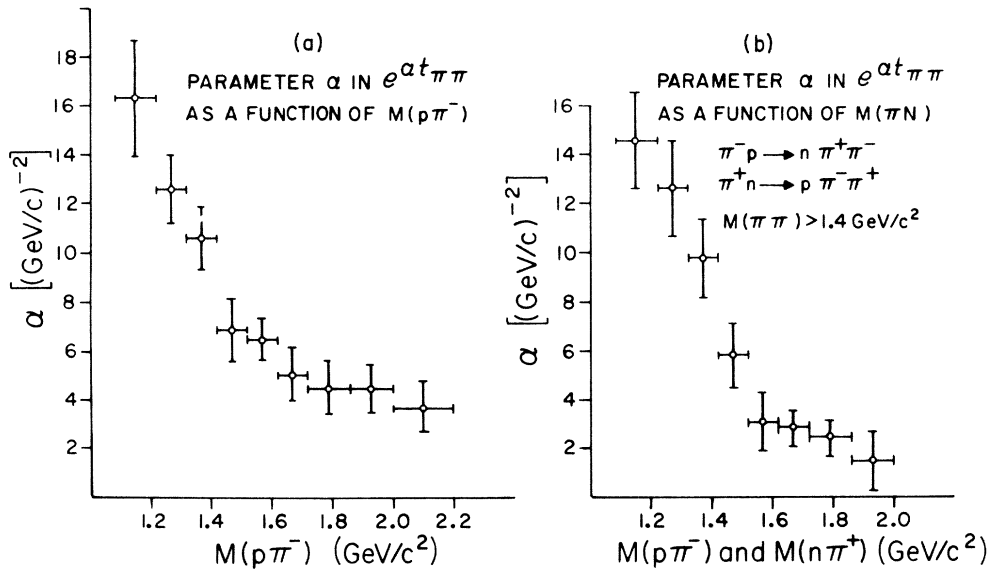 (a)
PARAMETER α IN e^{αt_{ππ}}
AS A FUNCTION OF M(pπ⁻)
18
16
14
12
10
8
6
4
2
α [(GeV/c)⁻²]
1.2 1.4 1.6 1.8 2.0 2.2
M(pπ⁻) (GeV/c²)
(b)
PARAMETER α IN e^{αt_{ππ}}
AS A FUNCTION OF M(πN)
π⁻p → n π⁺π⁻
π⁺n → p π⁻π⁺
M(ππ) > 1.4 GeV/c²
16
14
12
10
8
6
4
2
α [(GeV/c)⁻²]
1.2 1.4 1.6 1.8 2.0
M(pπ⁻) and M(nπ⁺) (GeV/c²)